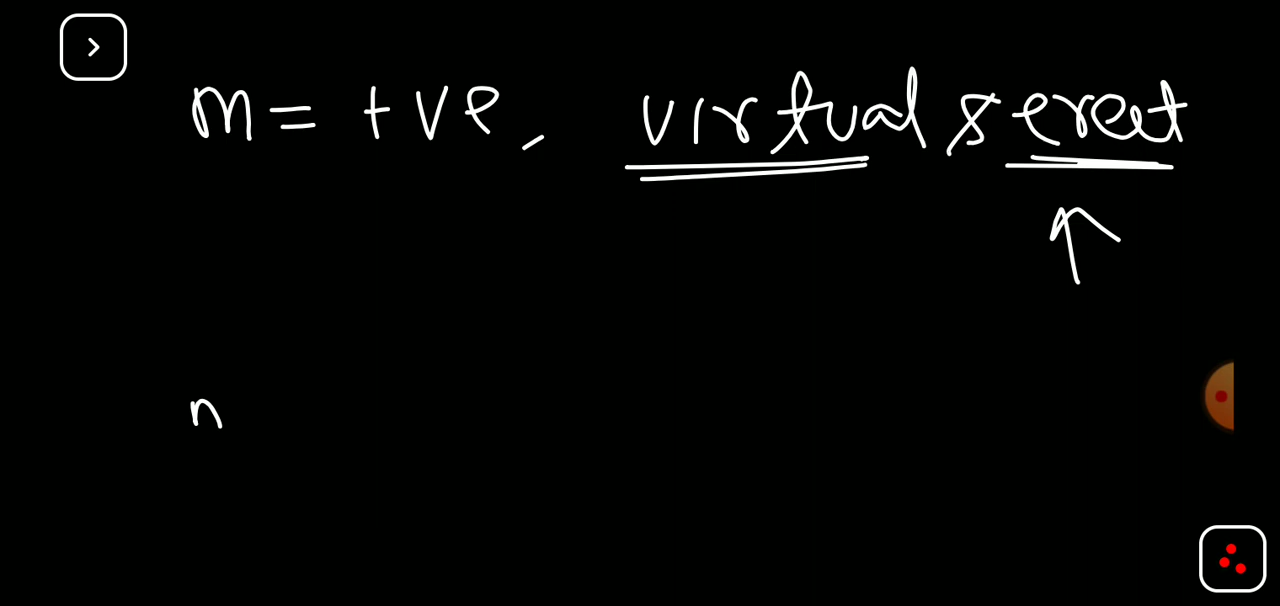 m = +ve, virtual & erect
n